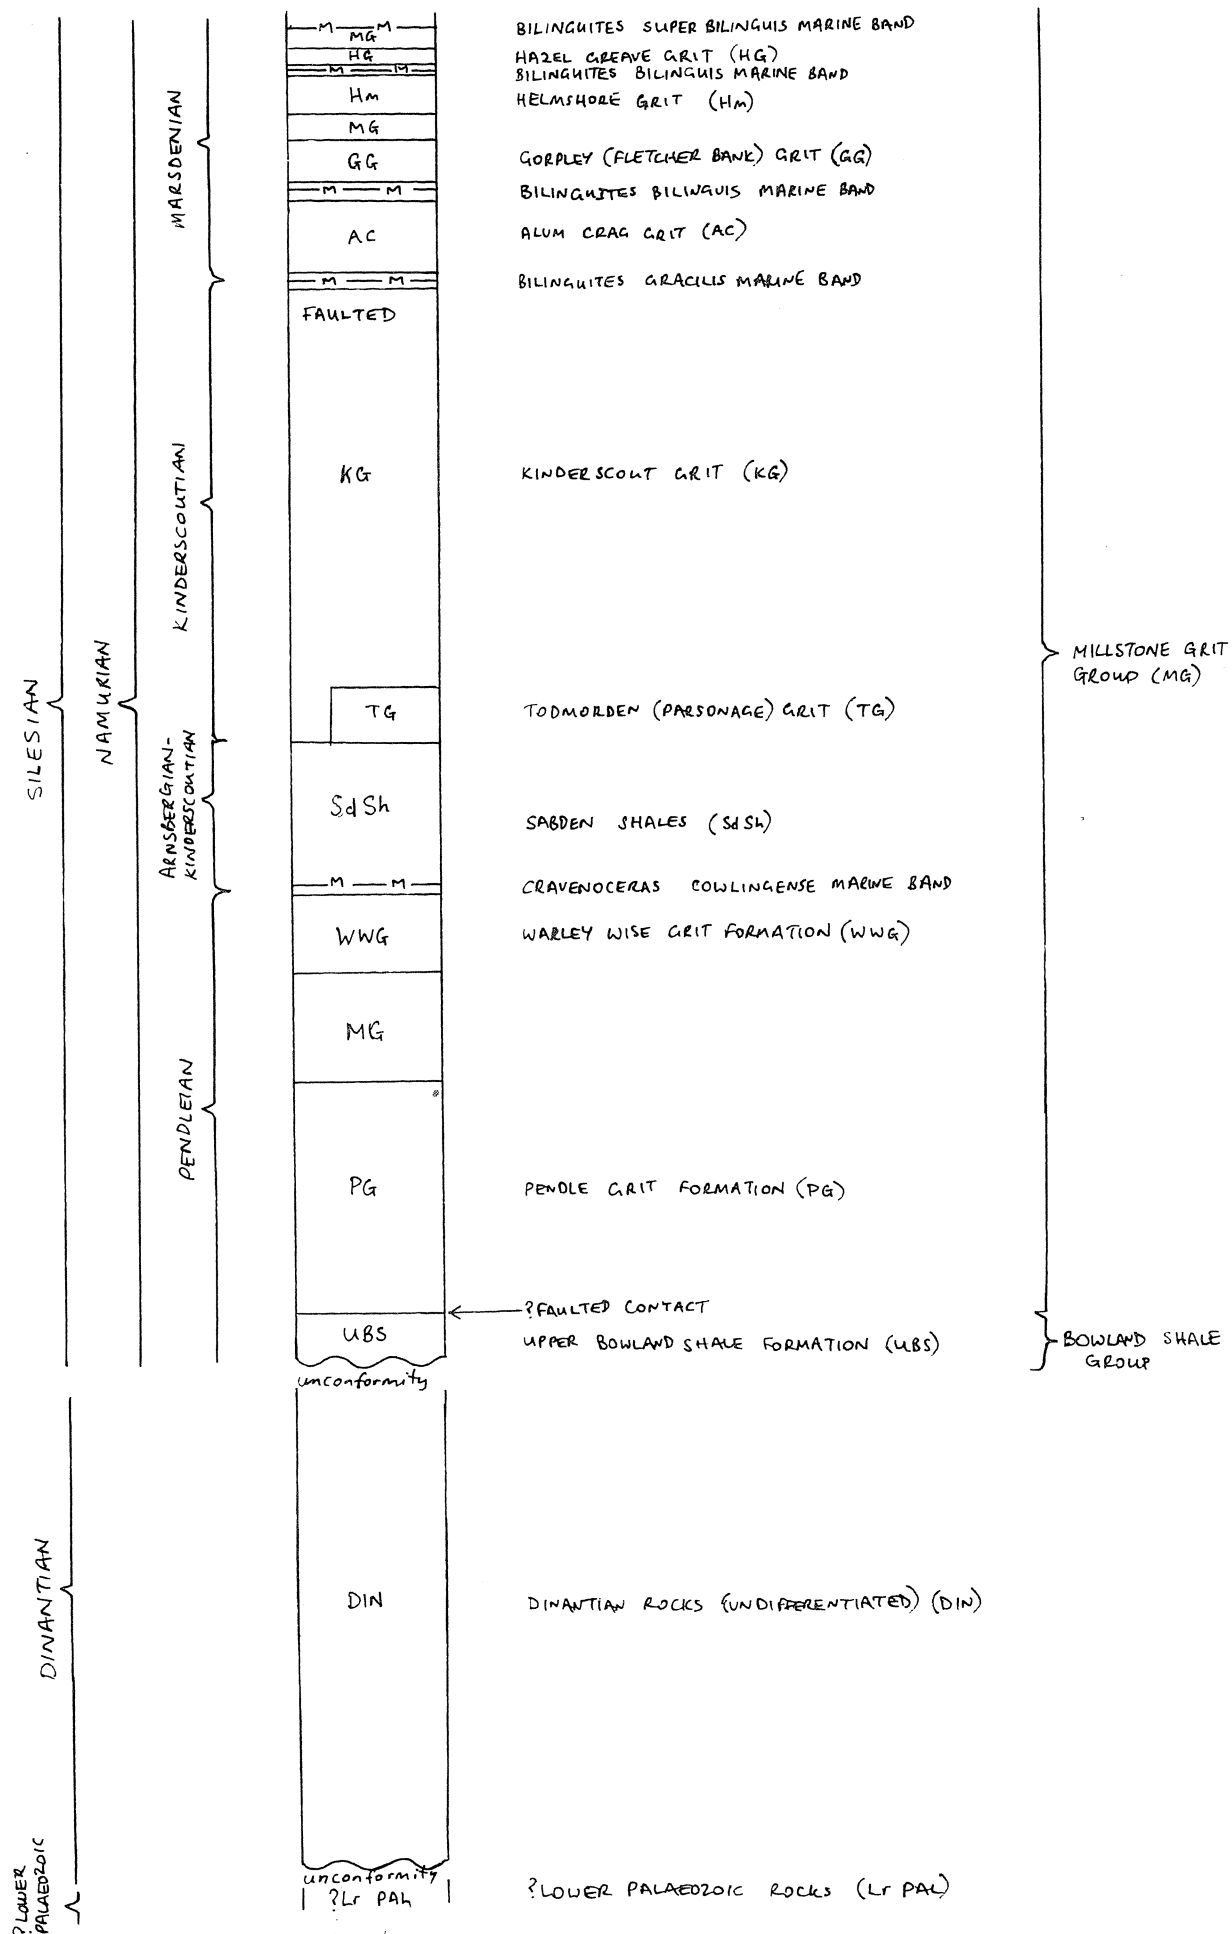 M M
MG
BILINGUITES SUPER BILINGUIS MARINE BAND
HG
HAZEL GREAVE GRIT (HG)
M M
BILINGUITES BILINGUIS MARINE BAND
Hm
HELMSHORE GRIT (Hm)
MG
GG
GORPLEY (FLETCHER BANK) GRIT (GG)
M M
BILINGUITES BILINGUIS MARINE BAND
AC
ALUM CRAG GRIT (AC)
M M
BILINGUITES GRACILIS MARINE BAND
FAULTED
KG
KINDERSCOUT GRIT (KG)
TG
TODMORDEN (PARSONAGE) GRIT (TG)
Sd Sh
SABDEN SHALES (Sd Sh)
M M
CRAVENOCERAS COWLINGENSE MARINE BAND
WWG
WARLEY WISE GRIT FORMATION (WWG)
MG
PG
PENDLE GRIT FORMATION (PG)
?FAULTED CONTACT
UBS
UPPER BOWLAND SHALE FORMATION (UBS)
unconformity
DIN
DINANTIAN ROCKS (UNDIFFERENTIATED) (DIN)
unconformity
?Lr PAL
?LOWER PALAEOZOIC ROCKS (Lr PAL)
MARSDENIAN
KINDERSCOUTIAN
ARNSBERGIAN-
KINDERSCOUTIAN
PENDLEIAN
NAMURIAN
SILESIAN
DINANTIAN
?LOWER
PALAEOZOIC
MILLSTONE GRIT
GROUP (MG)
BOWLAND SHALE
GROUP